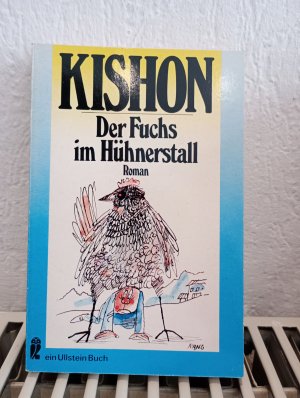 KISHON
Der Fuchs
im Hühnerstall
Roman
ein Ullstein Buch